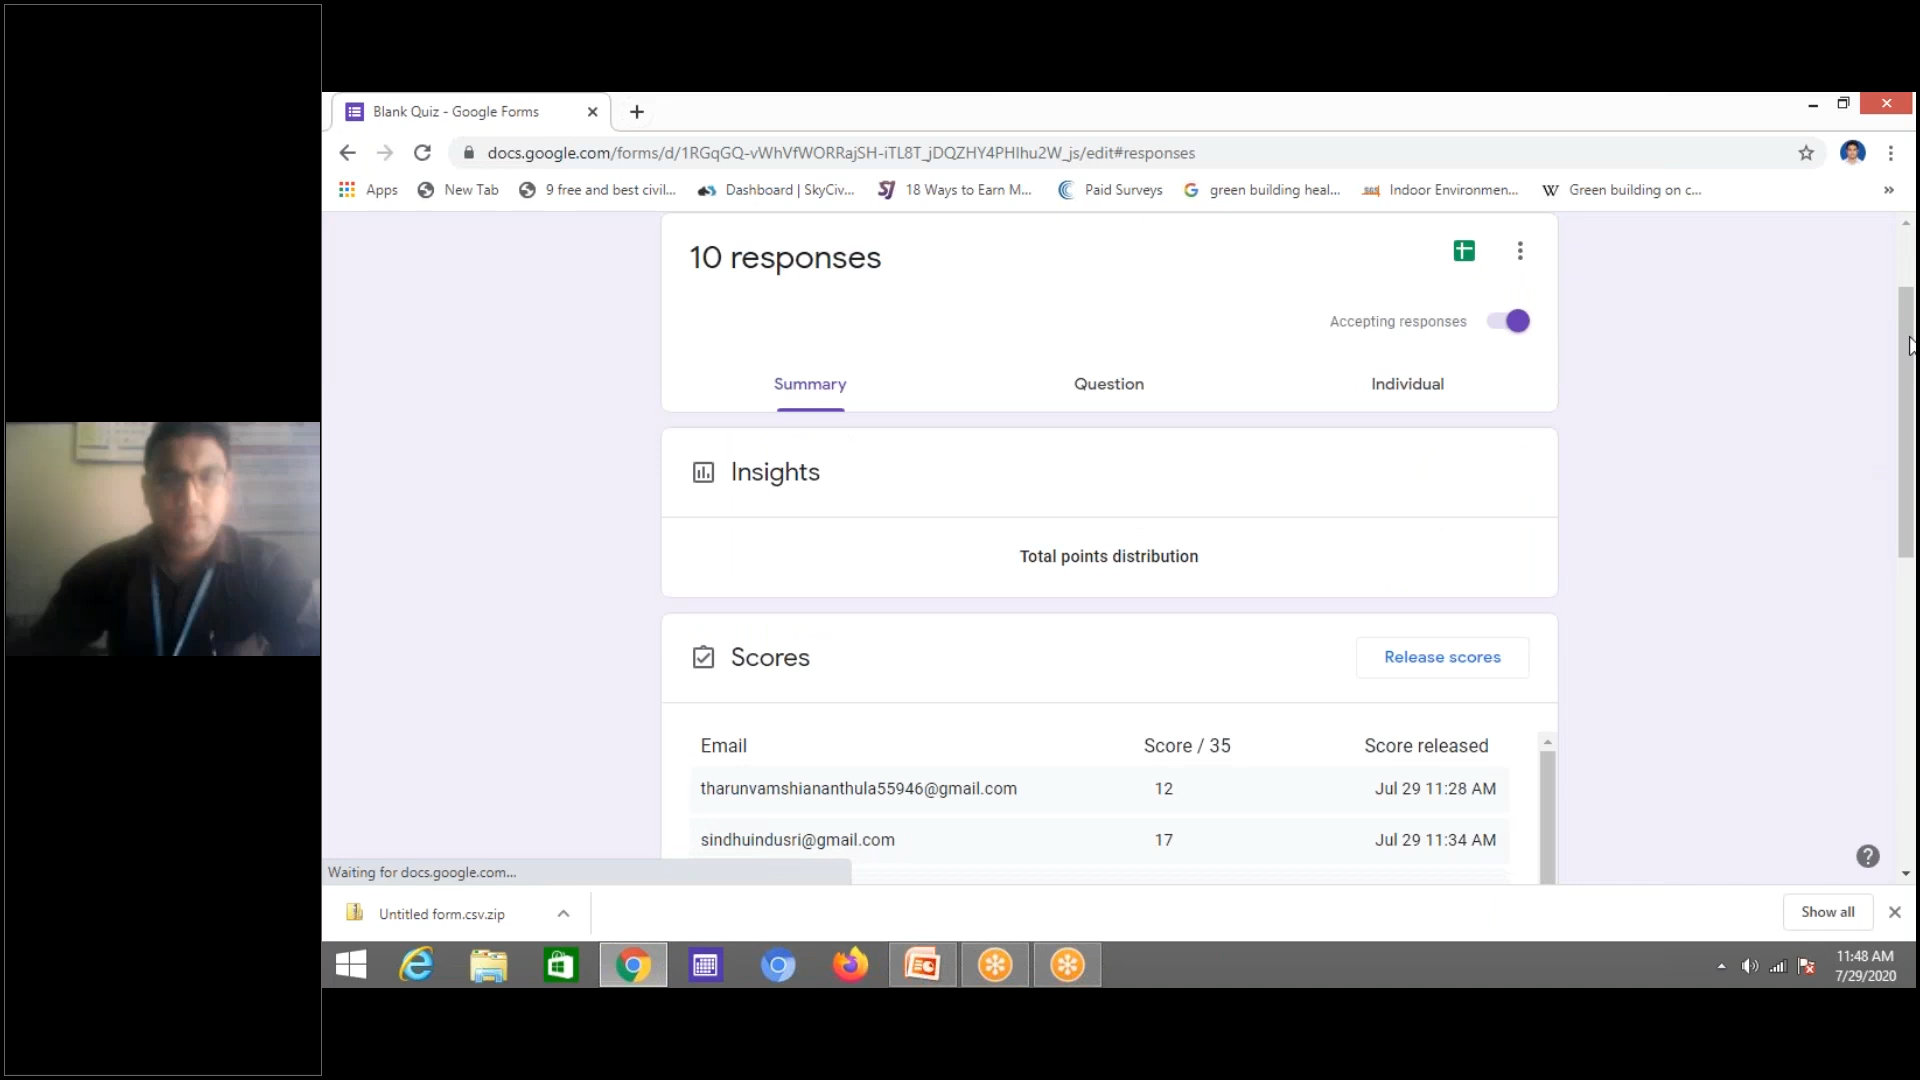 Blank Quiz - Google Forms
docs.google.com/forms/d/1RGqGQ-vWhVfWORRajSH-iTL8T_jDQZHY4PHIhu2W_js/edit#responses
Apps
New Tab
9 free and best civil...
Dashboard | SkyCiv...
18 Ways to Earn M...
Paid Surveys
green building heal...
Indoor Environmen...
Green building on c...
10 responses
Accepting responses
Summary
Question
Individual
Insights
Total points distribution
Scores
Release scores
Email
Score / 35
Score released
tharunvamshiananthula55946@gmail.com
12
Jul 29 11:28 AM
sindhuindusri@gmail.com
17
Jul 29 11:34 AM
Waiting for docs.google.com...
Untitled form.csv.zip
Show all
11:48 AM
7/29/2020